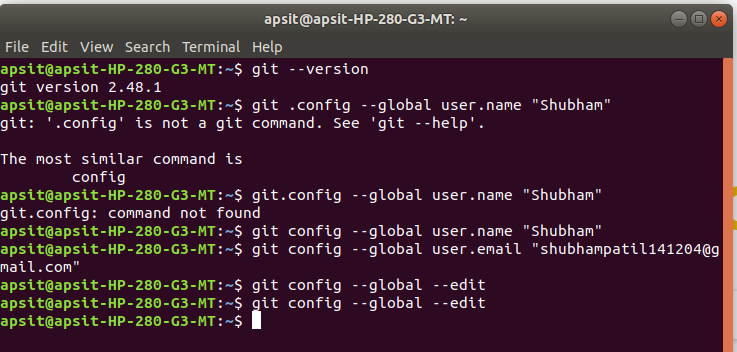 apsit@apsit-HP-280-G3-MT: ~
File Edit View Search Terminal Help
apsit@apsit-HP-280-G3-MT:~$ git --version
git version 2.48.1
apsit@apsit-HP-280-G3-MT:~$ git .config --global user.name "Shubham"
git: '.config' is not a git command. See 'git --help'.

The most similar command is
        config
apsit@apsit-HP-280-G3-MT:~$ git.config --global user.name "Shubham"
git.config: command not found
apsit@apsit-HP-280-G3-MT:~$ git config --global user.name "Shubham"
apsit@apsit-HP-280-G3-MT:~$ git config --global user.email "shubhampatil141204@g
mail.com"
apsit@apsit-HP-280-G3-MT:~$ git config --global --edit
apsit@apsit-HP-280-G3-MT:~$ git config --global --edit
apsit@apsit-HP-280-G3-MT:~$